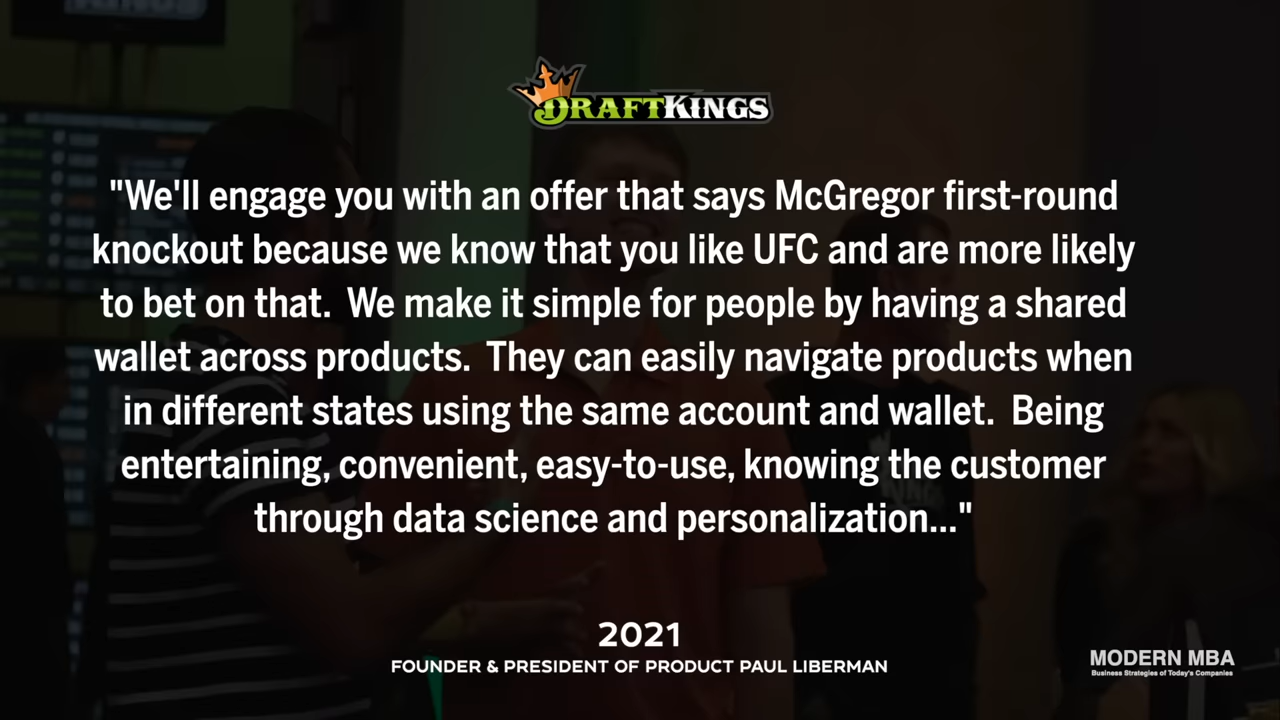 DRAFTKINGS
"We'll engage you with an offer that says McGregor first-round
knockout because we know that you like UFC and are more likely
to bet on that.  We make it simple for people by having a shared
wallet across products.  They can easily navigate products when
in different states using the same account and wallet.  Being
entertaining, convenient, easy-to-use, knowing the customer
through data science and personalization..."
2021
FOUNDER & PRESIDENT OF PRODUCT PAUL LIBERMAN
MODERN MBA
Business Strategies of Today's Companies